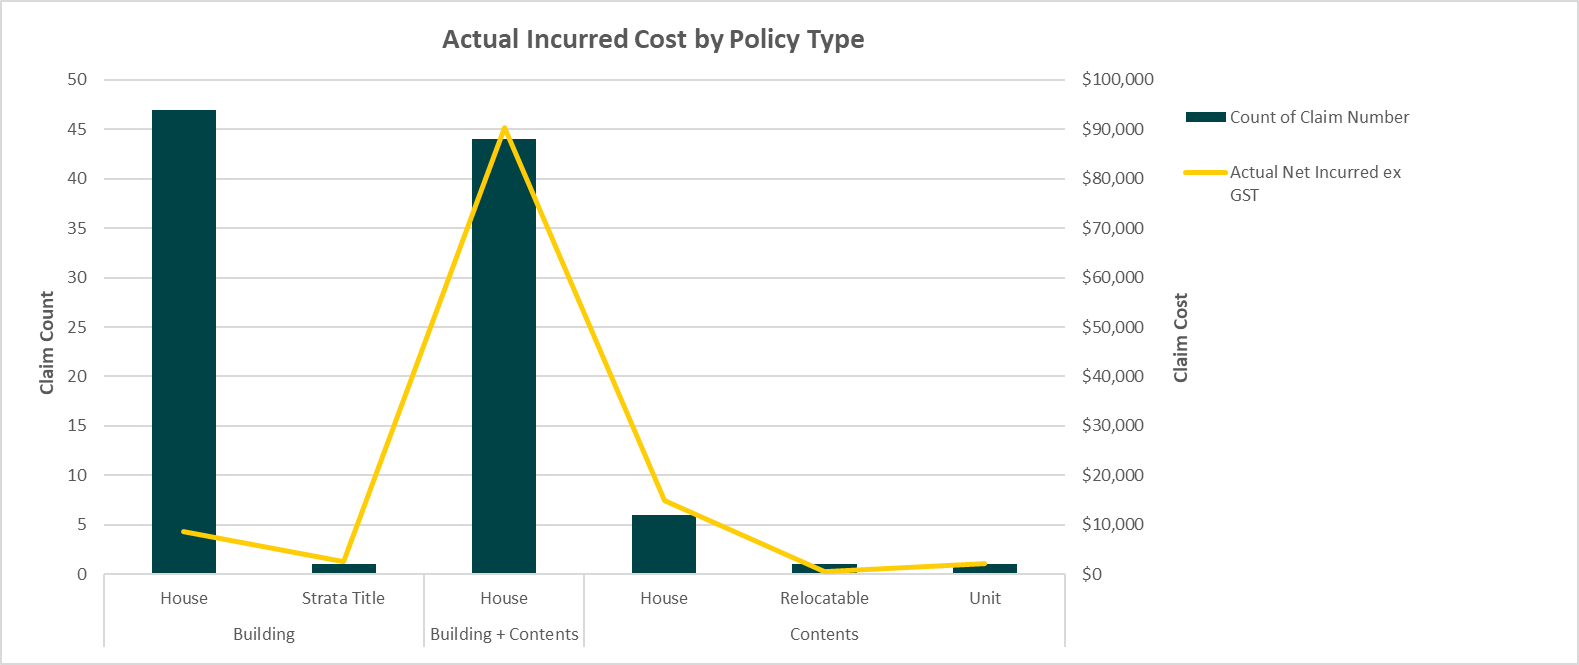 Actual Incurred Cost by Policy Type
50
45
40
35
30
25
20
15
10
5
0
Claim Count
$100,000
$90,000
$80,000
$70,000
$60,000
$50,000
$40,000
$30,000
$20,000
$10,000
$0
Claim Cost
Count of Claim Number
Actual Net Incurred ex
GST
House
Strata Title
House
House
Relocatable
Unit
Building
Building + Contents
Contents